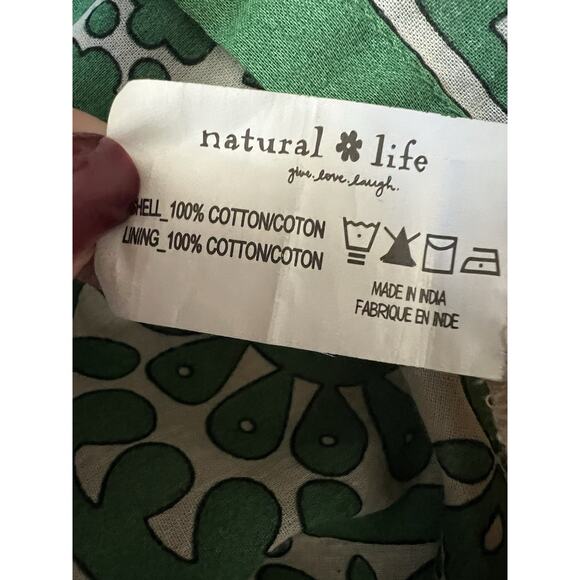 natural life
give.love.laugh.
SHELL_100% COTTON/COTON
LINING_100% COTTON/COTON
MADE IN INDIA
FABRIQUE EN INDE